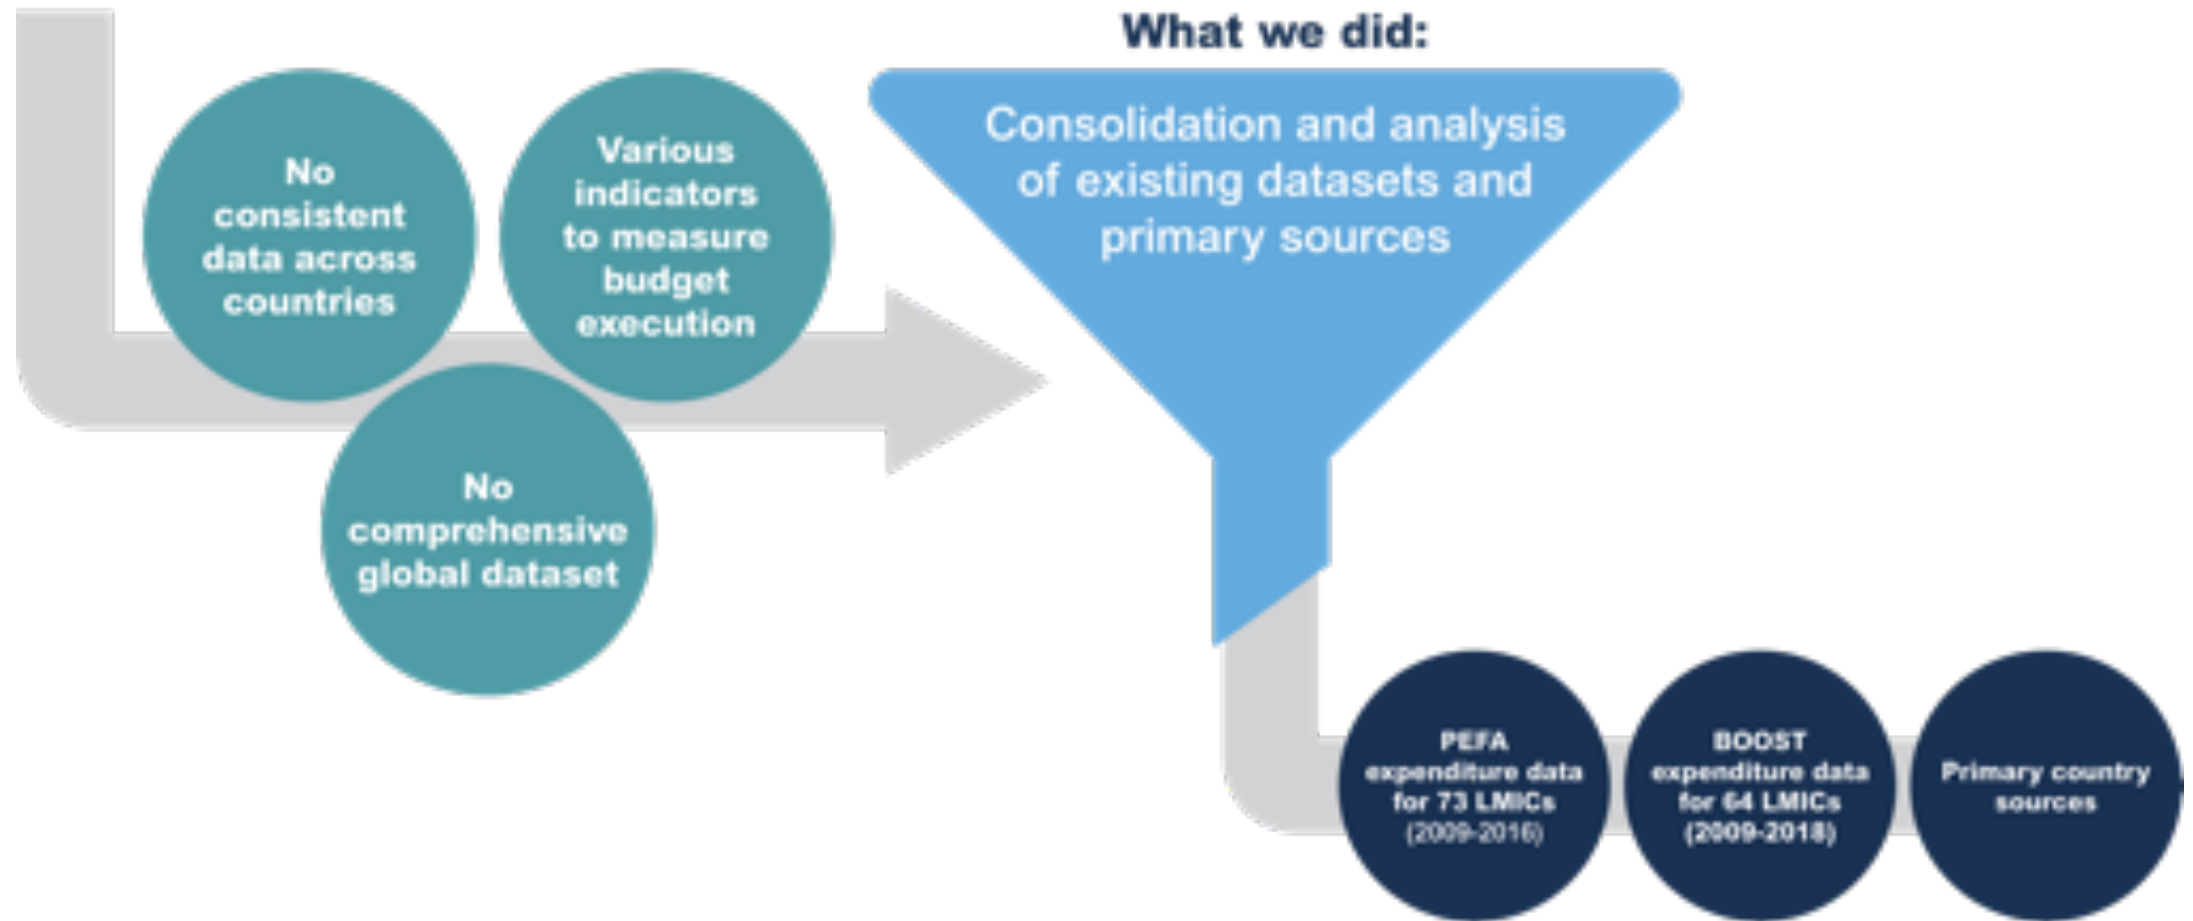 What we did:
No
consistent
data across
countries
Various
indicators
to measure
budget
execution
No
comprehensive
global dataset
Consolidation and analysis
of existing datasets and
primary sources
PEFA
expenditure data
for 73 LMICs
(2009-2016)
BOOST
expenditure data
for 64 LMICs
(2009-2018)
Primary country
sources